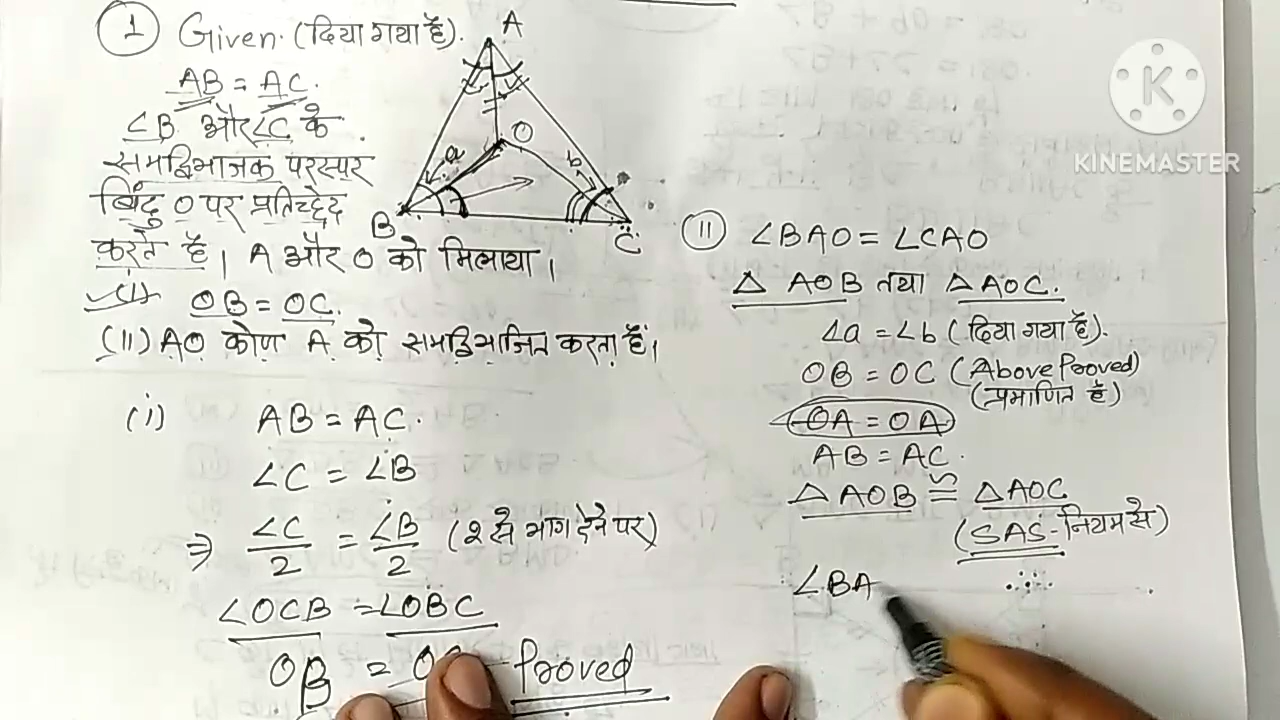 1 Given. (दिया गया है).
AB = AC.
∠B और ∠C के
समद्विभाजक परस्पर
बिंदु O पर प्रतिच्छेद
करते हैं। A और O को मिलाया।
(i) OB = OC.
(ii) AO कोण A को समद्विभाजित करता है।
A
O
a
b
B
C
(i) AB = AC.
∠C = ∠B
⇒ ∠C/2 = ∠B/2 (2 से भाग देने पर)
∠OCB = ∠OBC
OB = Proved
II ∠BAO = ∠CAO
△ AOB तथा △AOC.
∠a = ∠b (दिया गया है).
OB = OC (Above Proved)
(प्रमाणित है)
OA = OA
AB = AC.
△ AOB ≅ △AOC
(SAS - नियम से)
∠BA
K
KINEMASTER